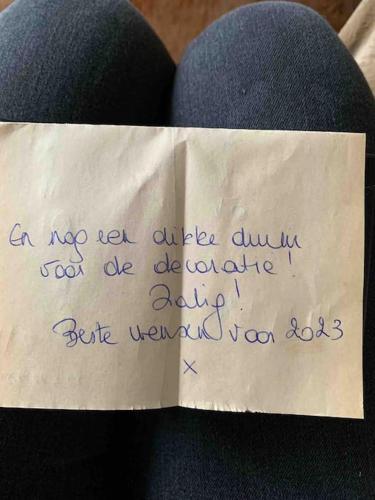 En nog een dikke duim
voor de decoratie!
Zalig!
Beste wensen voor 2023
x